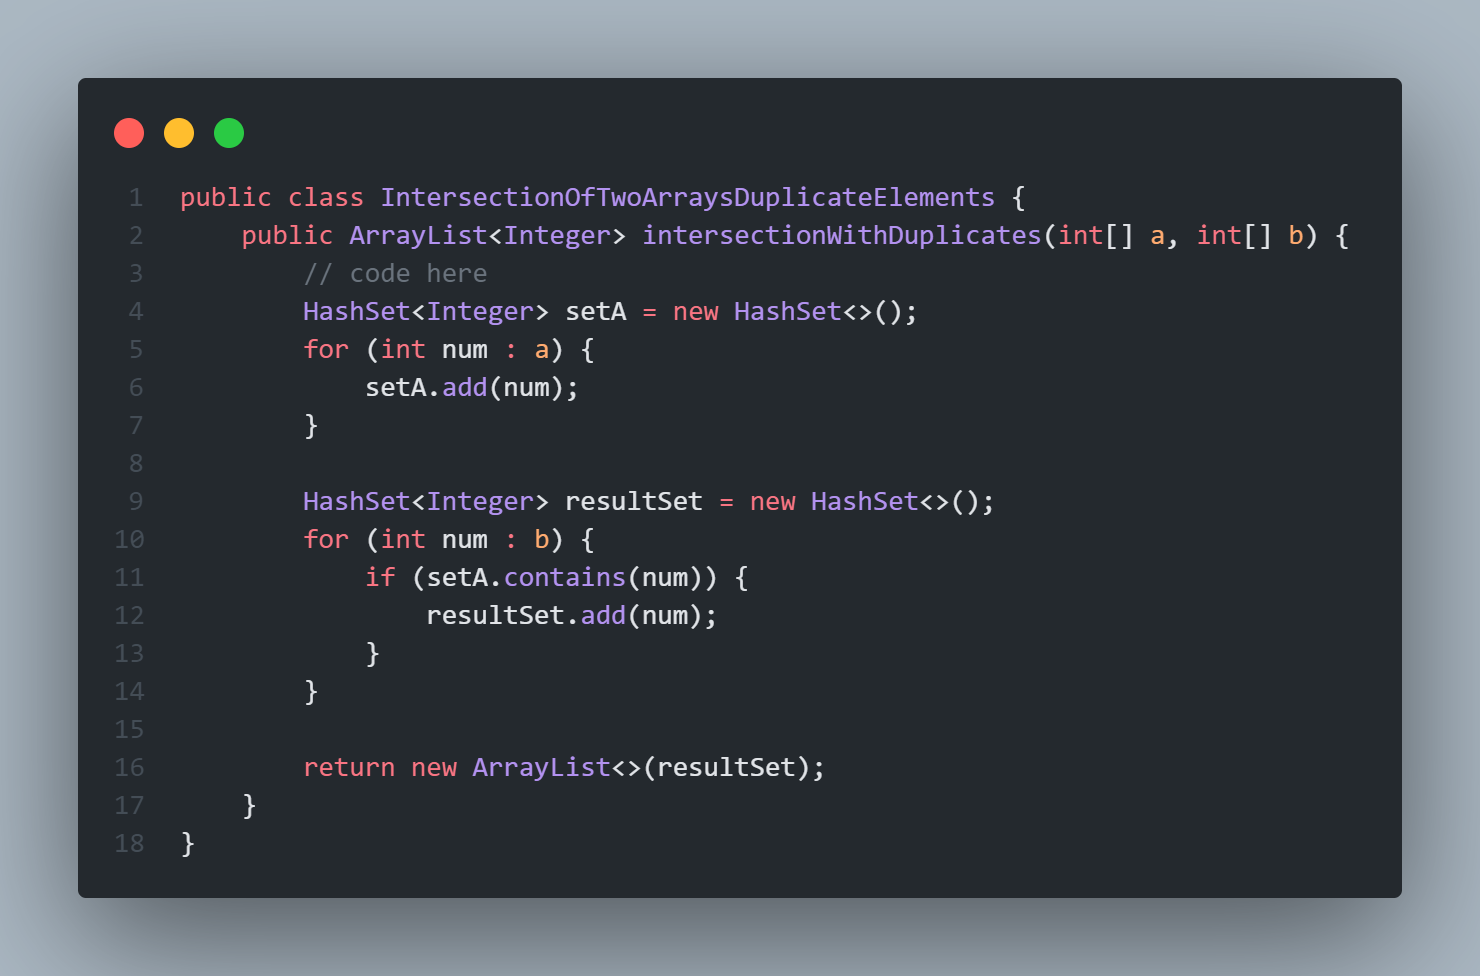 1 public class IntersectionOfTwoArraysDuplicateElements {
2     public ArrayList<Integer> intersectionWithDuplicates(int[] a, int[] b) {
3         // code here
4         HashSet<Integer> setA = new HashSet<>();
5         for (int num : a) {
6             setA.add(num);
7         }
8
9         HashSet<Integer> resultSet = new HashSet<>();
10         for (int num : b) {
11             if (setA.contains(num)) {
12                 resultSet.add(num);
13             }
14         }
15
16         return new ArrayList<>(resultSet);
17     }
18 }